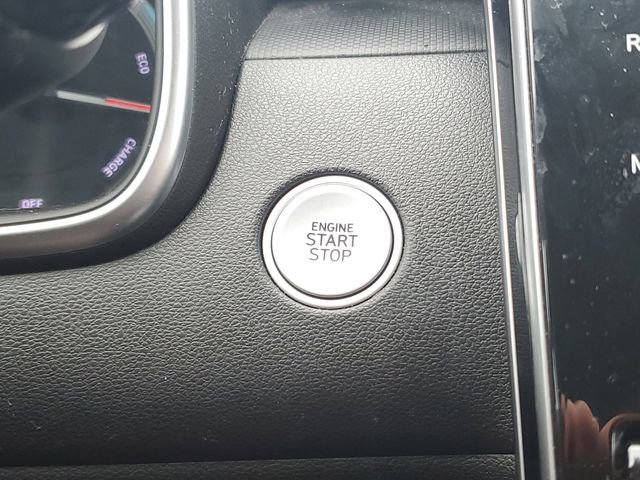 ECO
CHARGE
OFF
ENGINE
START
STOP
R
M